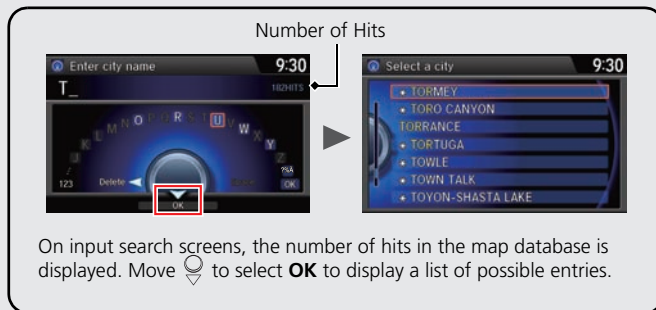 Number of Hits
Enter city name 9:30
T_
182HITS
J K L M N O P Q R S T U V W X Y Z
123 Delete ?%Á OK
OK
Select a city 9:30
TORMEY
TORO CANYON
TORRANCE
TORTUGA
TOWLE
TOWN TALK
TOYON-SHASTA LAKE
On input search screens, the number of hits in the map database is
displayed. Move to select OK to display a list of possible entries.